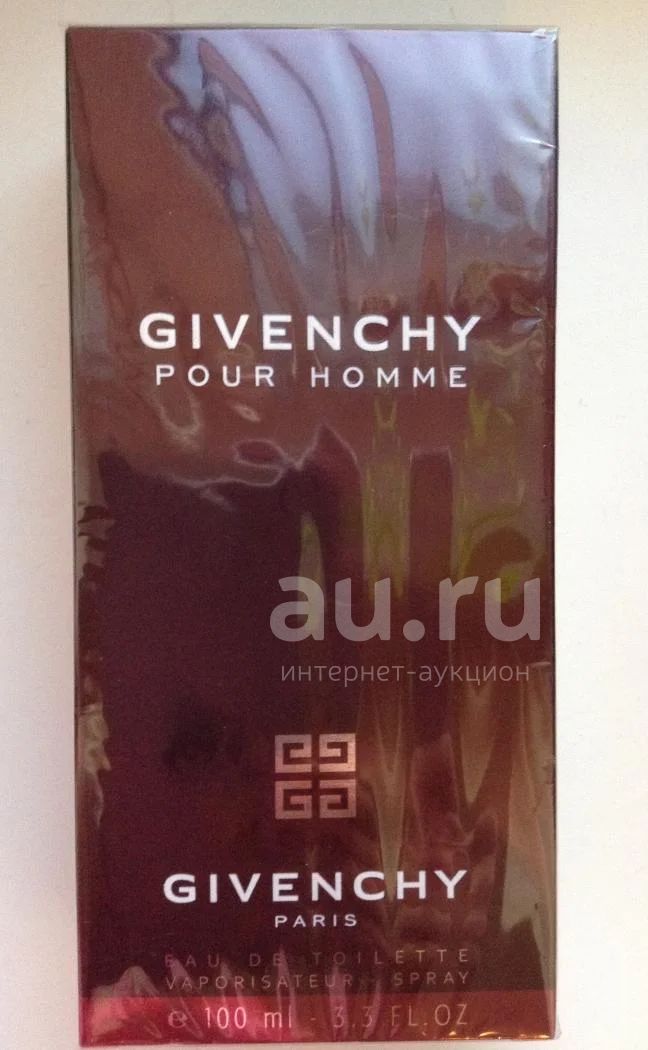 GIVENCHY
POUR HOMME
au.ru
интернет-аукцион
GIVENCHY
PARIS
EAU DE TOILETTE
VAPORISATEUR - SPRAY
e 100 ml - 3.3 FL.OZ